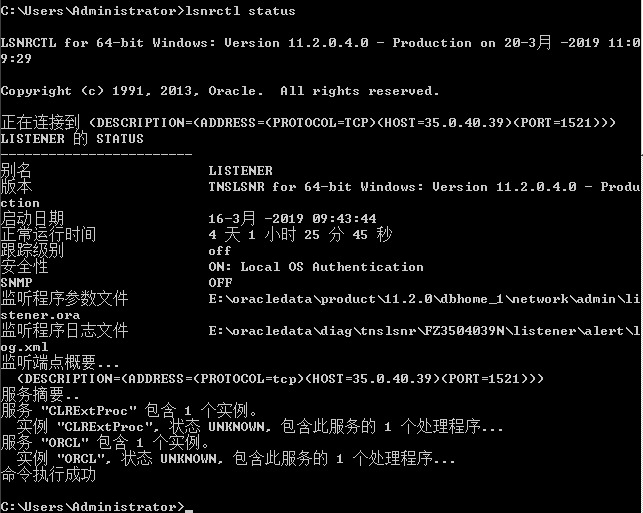 C:\Users\Administrator>lsnrctl status
LSNRCTL for 64-bit Windows: Version 11.2.0.4.0 - Production on 20-3月 -2019 11:0
9:29
Copyright (c) 1991, 2013, Oracle.  All rights reserved.
正在连接到 (DESCRIPTION=(ADDRESS=(PROTOCOL=TCP)(HOST=35.0.40.39)(PORT=1521)))
LISTENER 的 STATUS
------------------------
别名                      LISTENER
版本                      TNSLSNR for 64-bit Windows: Version 11.2.0.4.0 - Produ
ction
启动日期                  16-3月 -2019 09:43:44
正常运行时间              4 天 1 小时 25 分 45 秒
跟踪级别                  off
安全性                    ON: Local OS Authentication
SNMP                      OFF
监听程序参数文件          E:\oracledata\product\11.2.0\dbhome_1\network\admin\li
stener.ora
监听程序日志文件          E:\oracledata\diag\tnslsnr\FZ3504039N\listener\alert\l
og.xml
监听端点概要...
  (DESCRIPTION=(ADDRESS=(PROTOCOL=tcp)(HOST=35.0.40.39)(PORT=1521)))
服务摘要..
服务 "CLRExtProc" 包含 1 个实例。
  实例 "CLRExtProc", 状态 UNKNOWN, 包含此服务的 1 个处理程序...
服务 "ORCL" 包含 1 个实例。
  实例 "ORCL", 状态 UNKNOWN, 包含此服务的 1 个处理程序...
命令执行成功
C:\Users\Administrator>